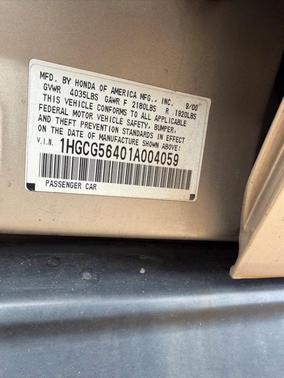 MFD. BY HONDA OF AMERICA MFG., INC. 9/00
GVWR 4035LBS GAWR F 2180LBS R 1920LBS
THIS VEHICLE CONFORMS TO ALL APPLICABLE
FEDERAL MOTOR VEHICLE SAFETY, BUMPER,
AND THEFT PREVENTION STANDARDS IN EFFECT
ON THE DATE OF MANUFACTURE SHOWN ABOVE.
V.I.N. 1HGCG56401A004059
PASSENGER CAR